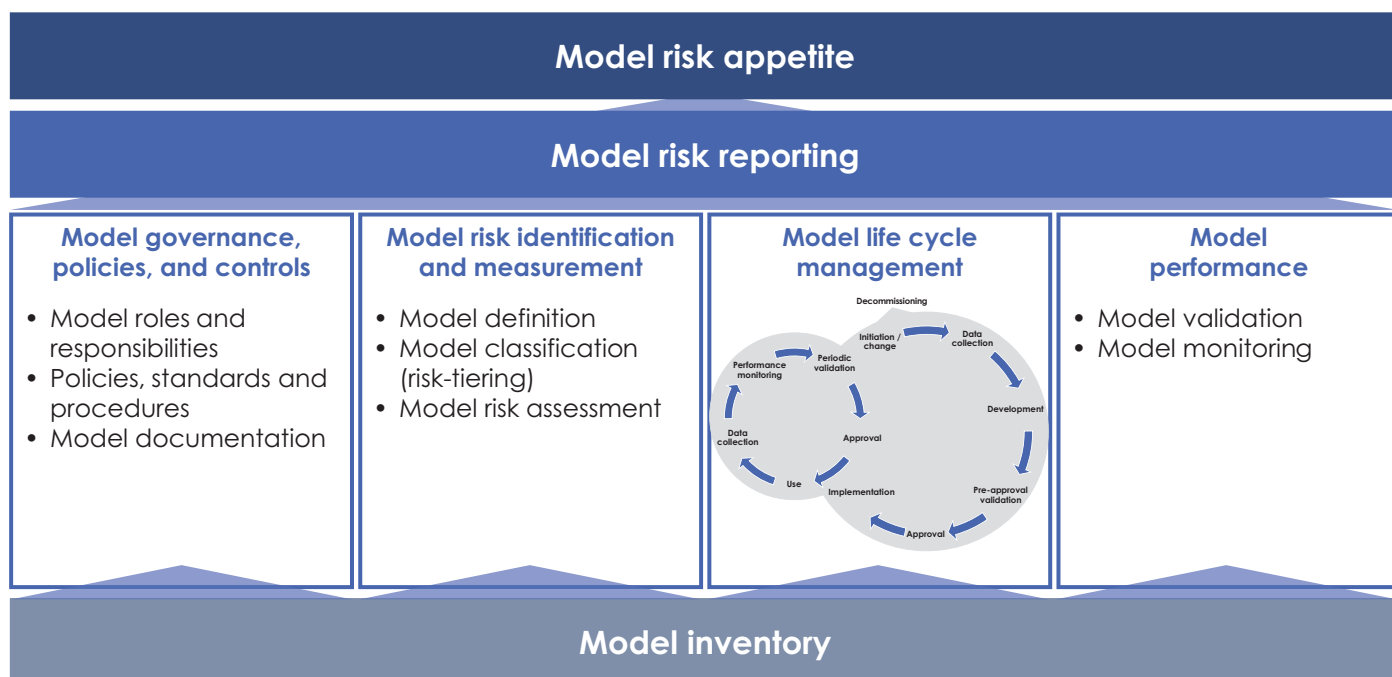 Model risk appetite
Model risk reporting
Model governance,
policies, and controls
• Model roles and
responsibilities
• Policies, standards and
procedures
• Model documentation
Model risk identification
and measurement
• Model definition
• Model classification
(risk-tiering)
• Model risk assessment
Model life cycle
management
Decommissioning
Initiation /
change
Data
collection
Development
Pre-approval
validation
Approval
Implementation
Periodic
validation
Performance
monitoring
Approval
Data
collection
Use
Model
performance
• Model validation
• Model monitoring
Model inventory